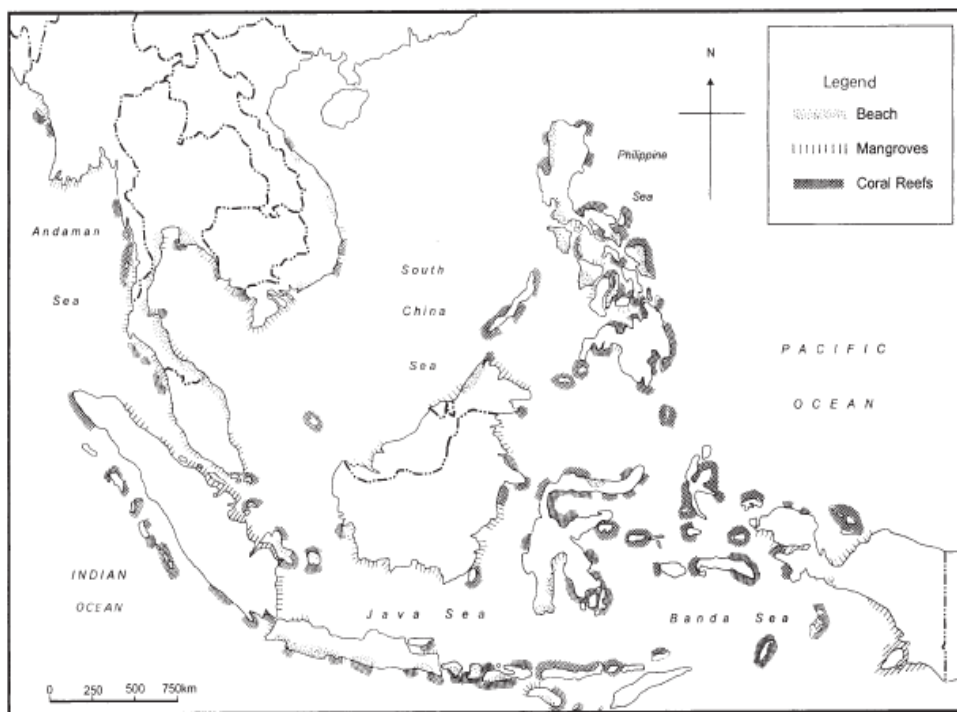 N
Legend
Beach
Mangroves
Coral Reefs
Philippine
Sea
Andaman
Sea
South
China
Sea
PACIFIC
OCEAN
INDIAN
OCEAN
Java Sea
Banda Sea
0 250 500 750km